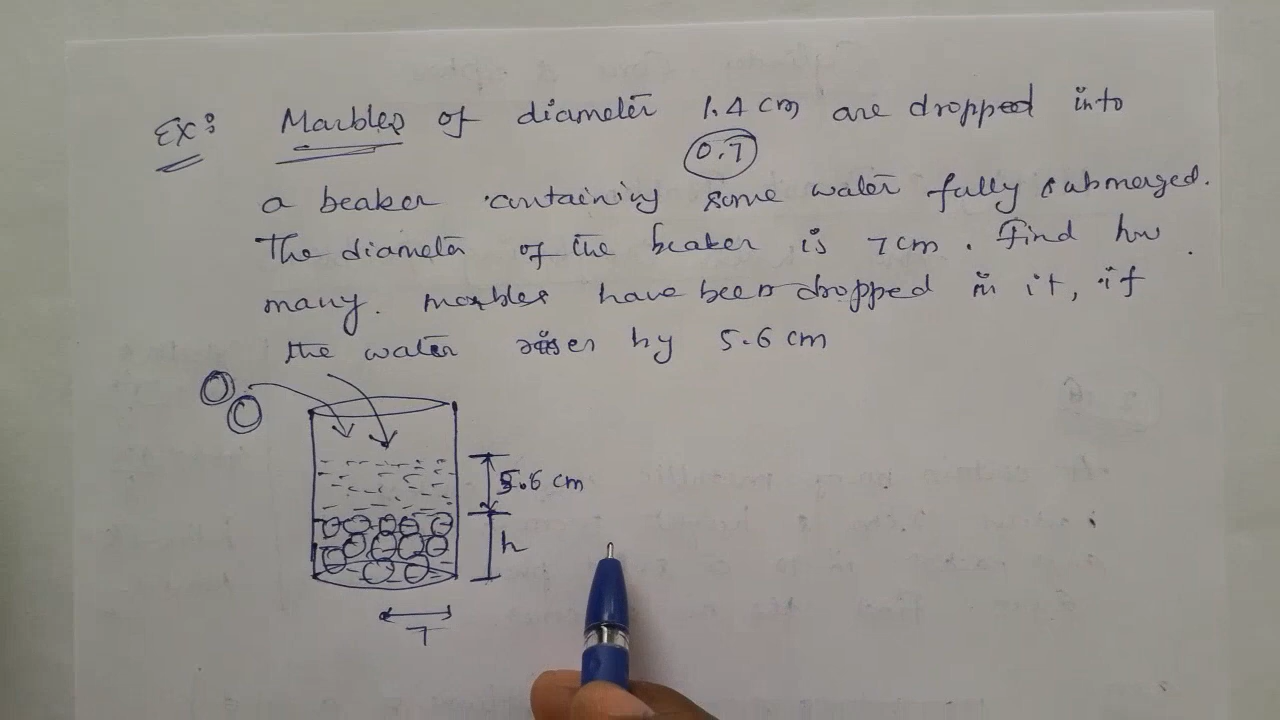 EX: Marbles of diameter 1.4 cm are dropped into
0.7
a beaker containing some water fully submerged.
The diameter of the beaker is 7 cm. Find how
many. marbles have been dropped in it, if
the water rises by 5.6 cm
5.6 cm
h
7